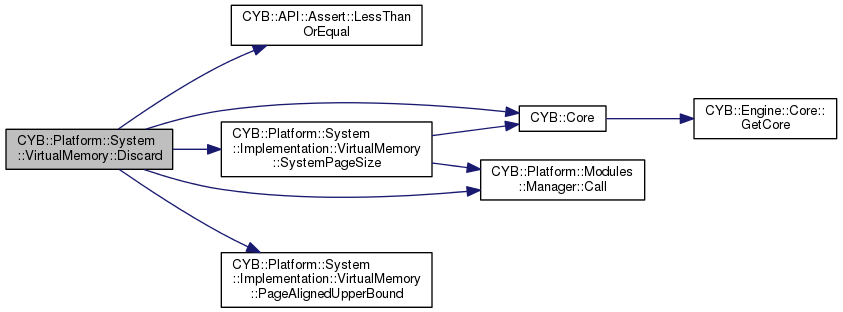 CYB::API::Assert::LessThan
OrEqual
CYB::Platform::System
::VirtualMemory::Discard
CYB::Platform::System
::Implementation::VirtualMemory
::SystemPageSize
CYB::Core
CYB::Engine::Core::
GetCore
CYB::Platform::Modules
::Manager::Call
CYB::Platform::System
::Implementation::VirtualMemory
::PageAlignedUpperBound